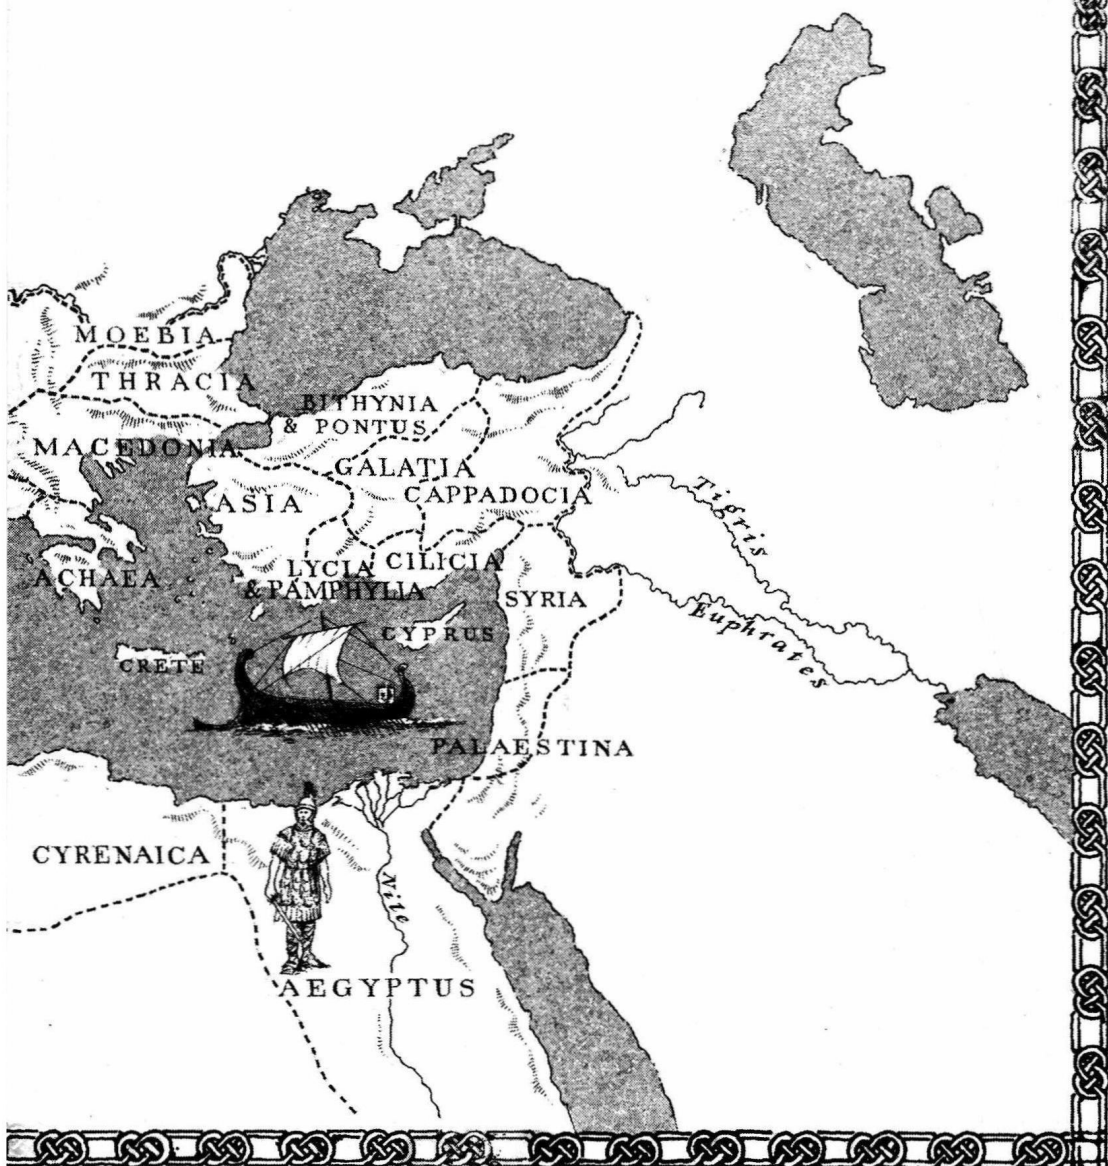 MOEBIA
THRACIA
BITHYNIA
& PONTUS
MACEDONIA
GALATIA
CAPPADOCIA
ASIA
Tigris
LYCIA
& PAMPHYLIA
CILICIA
ACHAEA
SYRIA
Euphrates
CYPRUS
CRETE
PALAESTINA
CYRENAICA
Nile
AEGYPTUS